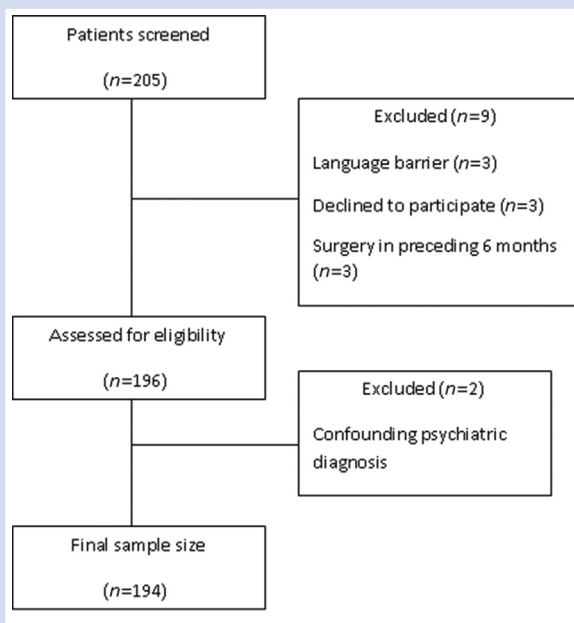 Patients screened
(n=205)
Excluded (n=9)
Language barrier (n=3)
Declined to participate (n=3)
Surgery in preceding 6 months
(n=3)
Assessed for eligibility
(n=196)
Excluded (n=2)
Confounding psychiatric
diagnosis
Final sample size
(n=194)